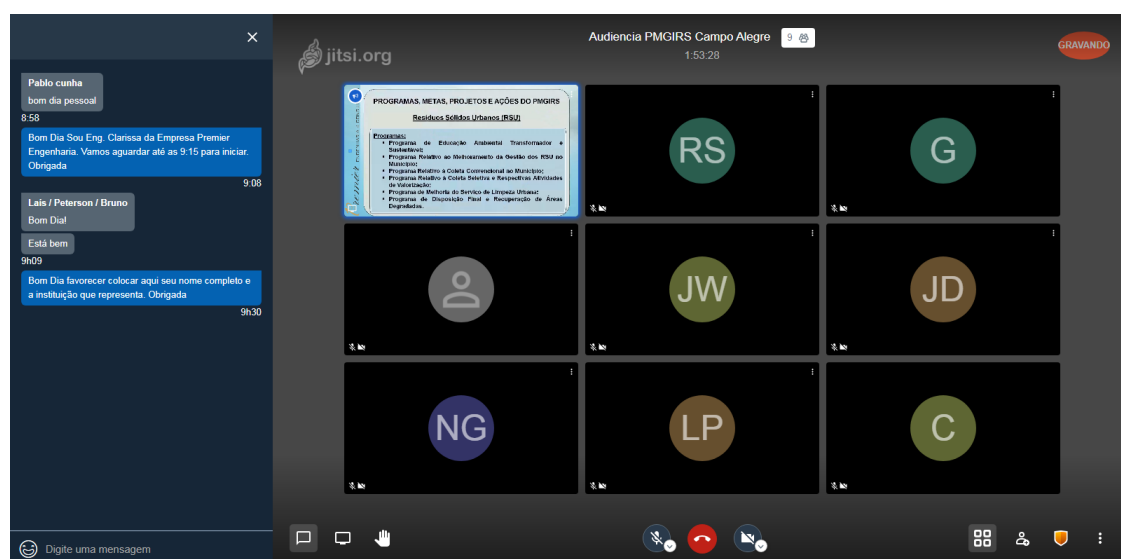 Pablo cunha
bom dia pessoal
8:58
Bom Dia Sou Eng. Clarissa da Empresa Premier
Engenharia. Vamos aguardar até as 9:15 para iniciar.
Obrigada
9:08
Laís / Peterson / Bruno
Bom Dia!
Está bem
9h09
Bom Dia favorecer colocar aqui seu nome completo e
a instituição que representa. Obrigada
9h30
Digite uma mensagem
jitsi.org
Audiencia PMGIRS Campo Alegre 9
1:53:28
GRAVANDO
PROGRAMAS, METAS, PROJETOS E AÇÕES DO PMGIRS
Resíduos Sólidos Urbanos (RSU)
Programas:
• Programa de Educação Ambiental Transformador e
Sustentável;
• Programa Relativo ao Melhoramento da Gestão dos RSU no
Município;
• Programa Relativo à Coleta Convencional ao Município;
• Programa Relativo à Coleta Seletiva e Respectivas Atividades
de Valorização;
• Programa de Melhoria do Serviço de Limpeza Urbana;
• Programa de Disposição Final e Recuperação de Áreas
Degradadas.
RS
G
JW
JD
NG
LP
C